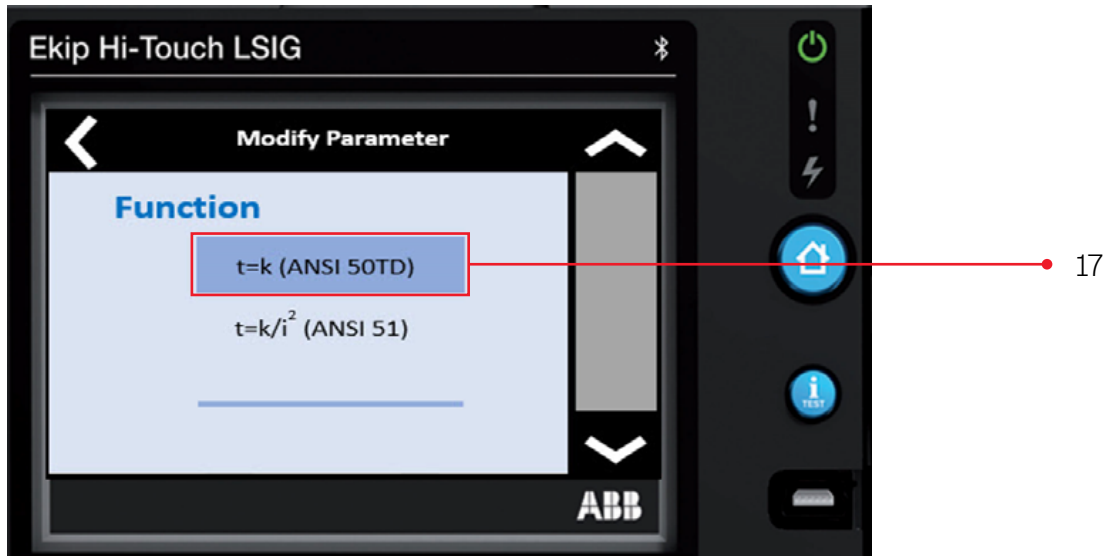 Ekip Hi-Touch LSIG
Modify Parameter
Function
t=k (ANSI 50TD)
t=k/i² (ANSI 51)
17
i
TEST
ABB